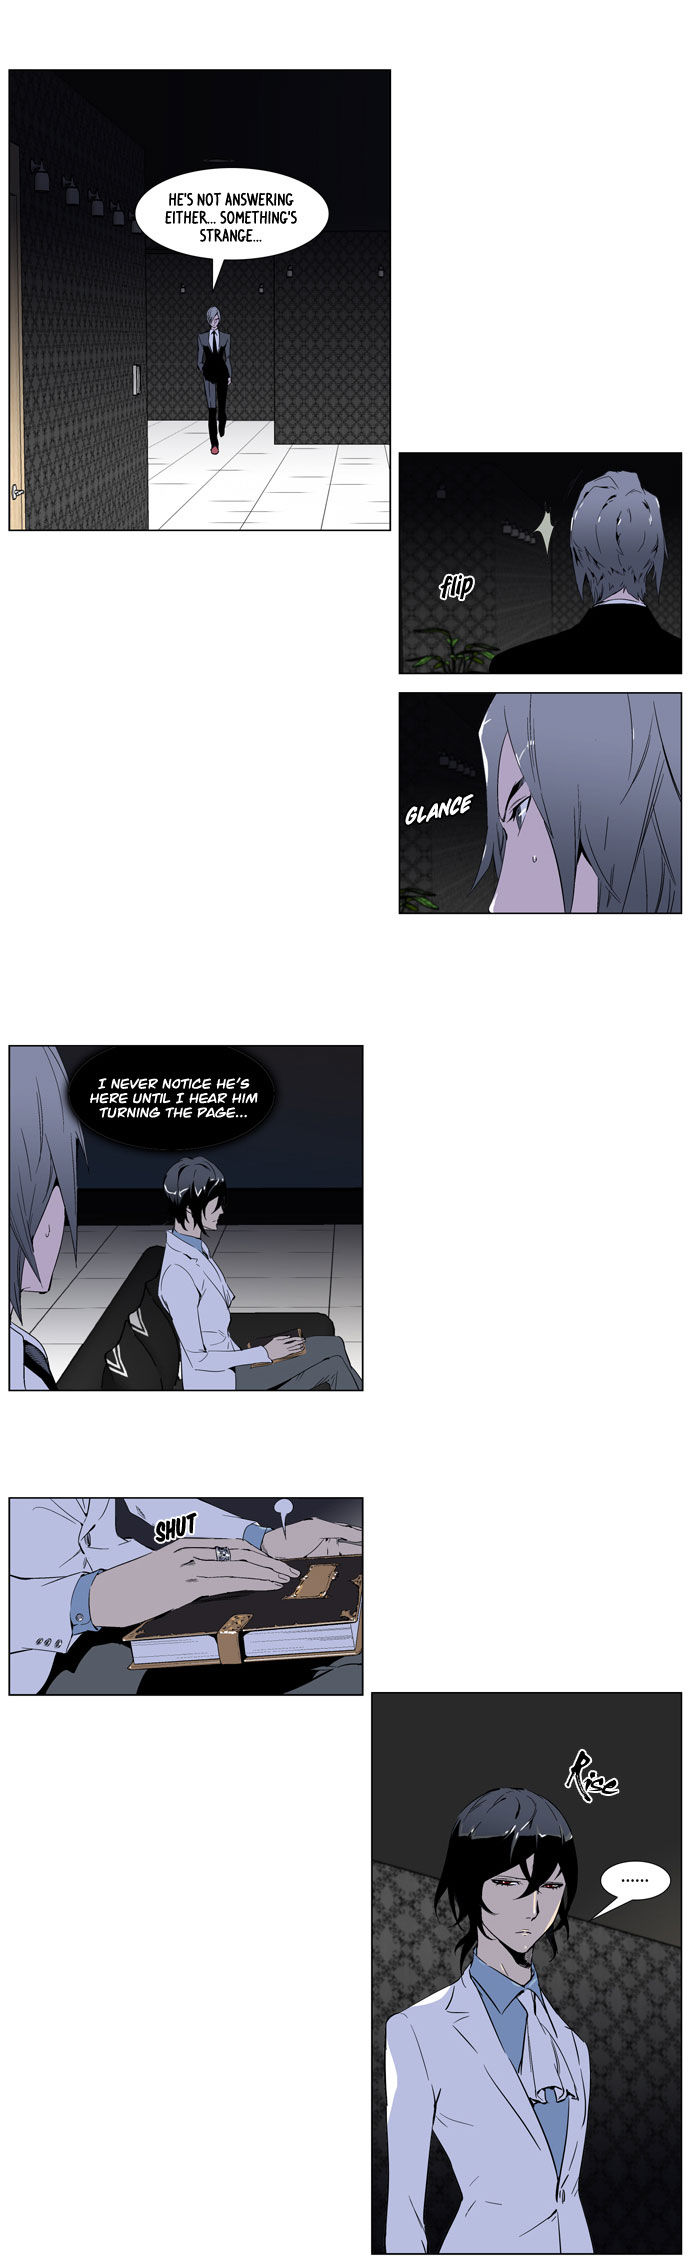 HE'S NOT ANSWERING
EITHER... SOMETHING'S
STRANGE...
flip
GLANCE
I NEVER NOTICE HE'S
HERE UNTIL I HEAR HIM
TURNING THE PAGE...
SHUT
Rise
......